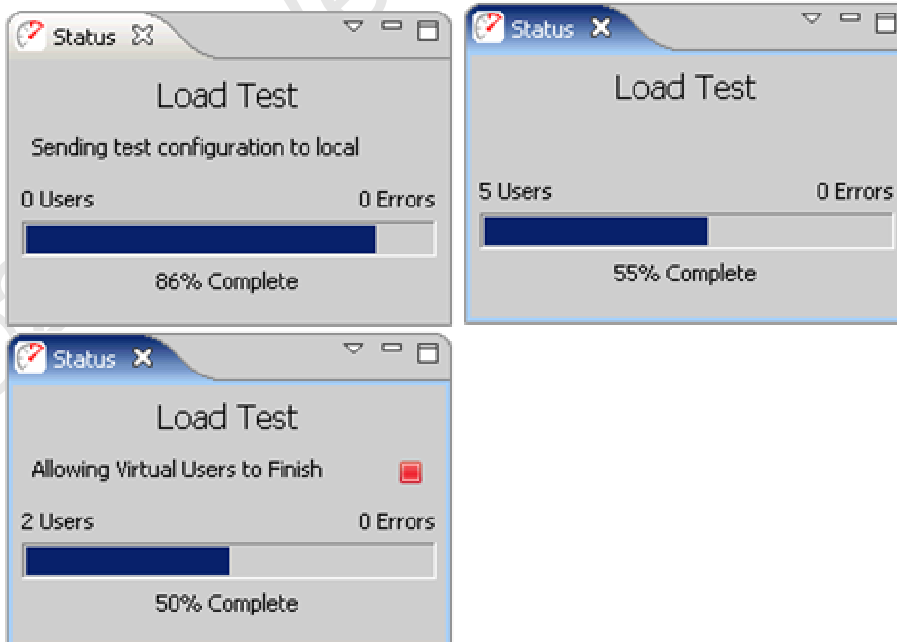 Status
Load Test
Sending test configuration to local
0 Users 0 Errors
86% Complete
Status
Load Test
5 Users 0 Errors
55% Complete
Status
Load Test
Allowing Virtual Users to Finish
2 Users 0 Errors
50% Complete